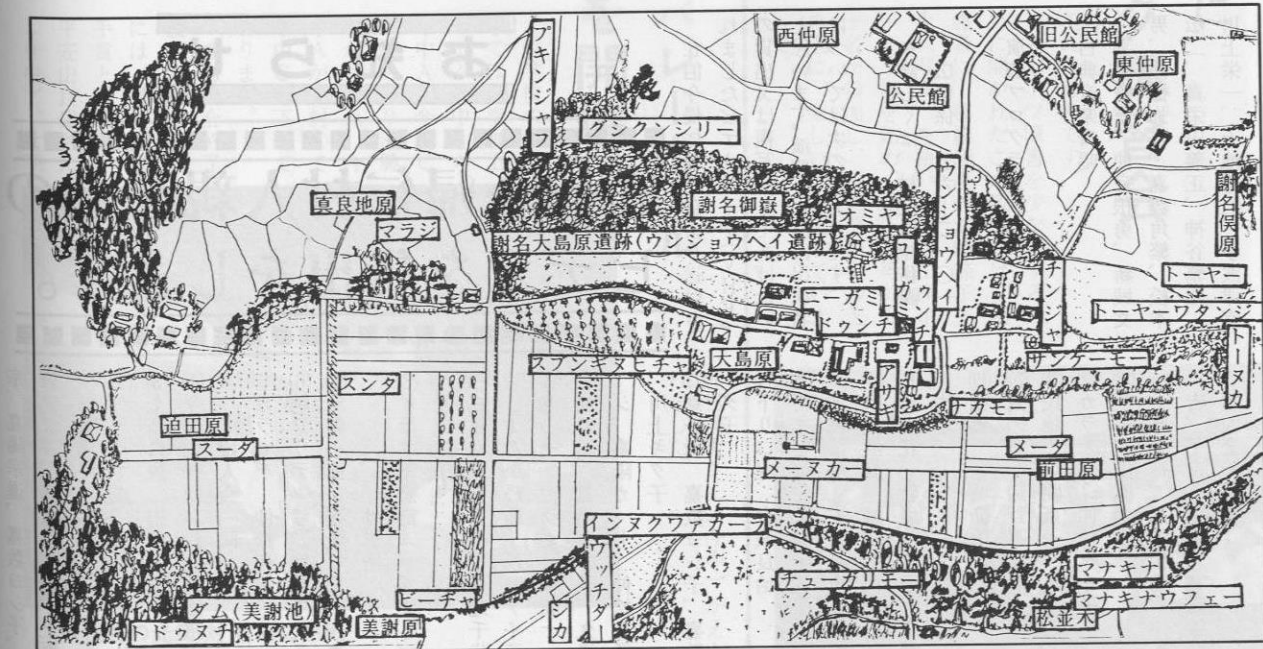 プキンジャブ
西仲原
公民館
旧公民館
東仲原
謝名俣原
グシクンシリー
真良地原
マラジ
謝名御嶽
オミヤ
謝名大島原遺跡(ウンジョウヘイ遺跡)
ウンジョウヘイ
ユーガミ
ドゥンチ
ニーガミ
ドゥンチ
チンジャ
トーヤー
トーヤーワタンジ
トーヌカ
サンケーモー
スプンギヌヒチャ
大島原
アサギ
ナカモー
スンタ
迫田原
スーダ
メーヌカー
メーダ
前田原
インヌクワァガーラ
ウッチダー
チューガリモー
マナキナ
マナキナウフェー
松並木
ダム(美謝池)
トドゥヌチ
ビーヂャ
美謝原
シカ